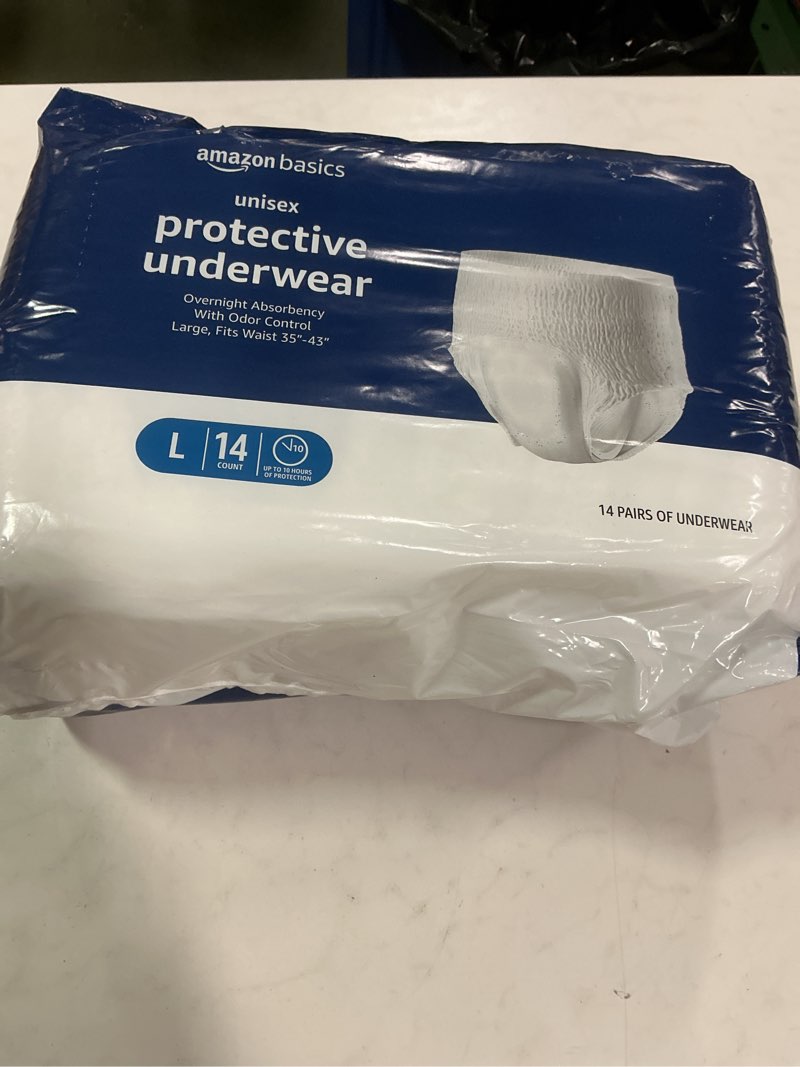 amazon basics
unisex
protective
underwear
Overnight Absorbency
With Odor Control
Large, Fits Waist 35”-43”
L
14
COUNT
10
UP TO 10 HOURS
OF PROTECTION
14 PAIRS OF UNDERWEAR